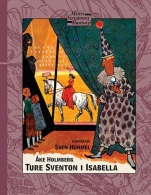 SVEN HEMMEL
ÅKE HOLMBERG
TURE SVENTON I ISABELLA